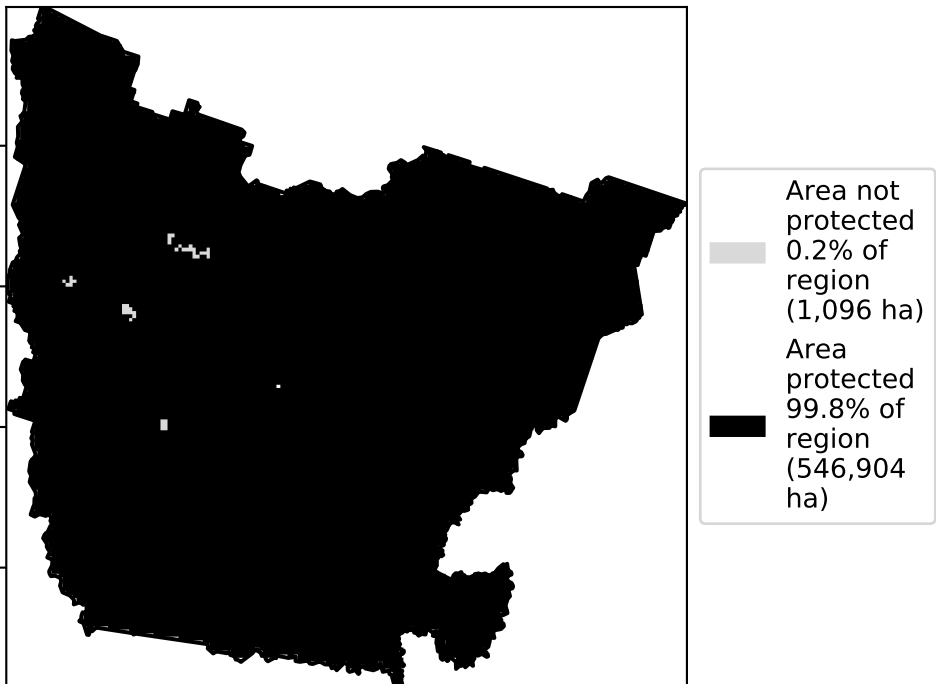 Area not
protected
0.2% of
region
(1,096 ha)
Area
protected
99.8% of
region
(546,904
ha)